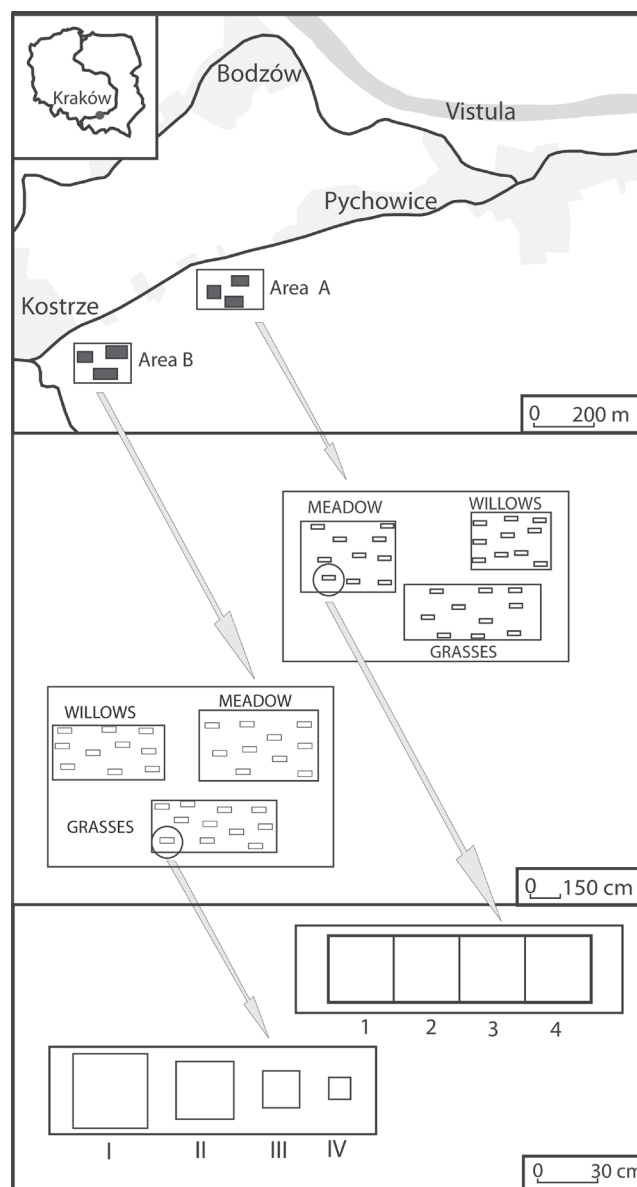 Bodzów
Kraków
Vistula
Pychowice
Area A
Kostrze
Area B
0 200 m
MEADOW
WILLOWS
GRASSES
WILLOWS
MEADOW
GRASSES
0 150 cm
1 2 3 4
I II III IV
0 30 cm